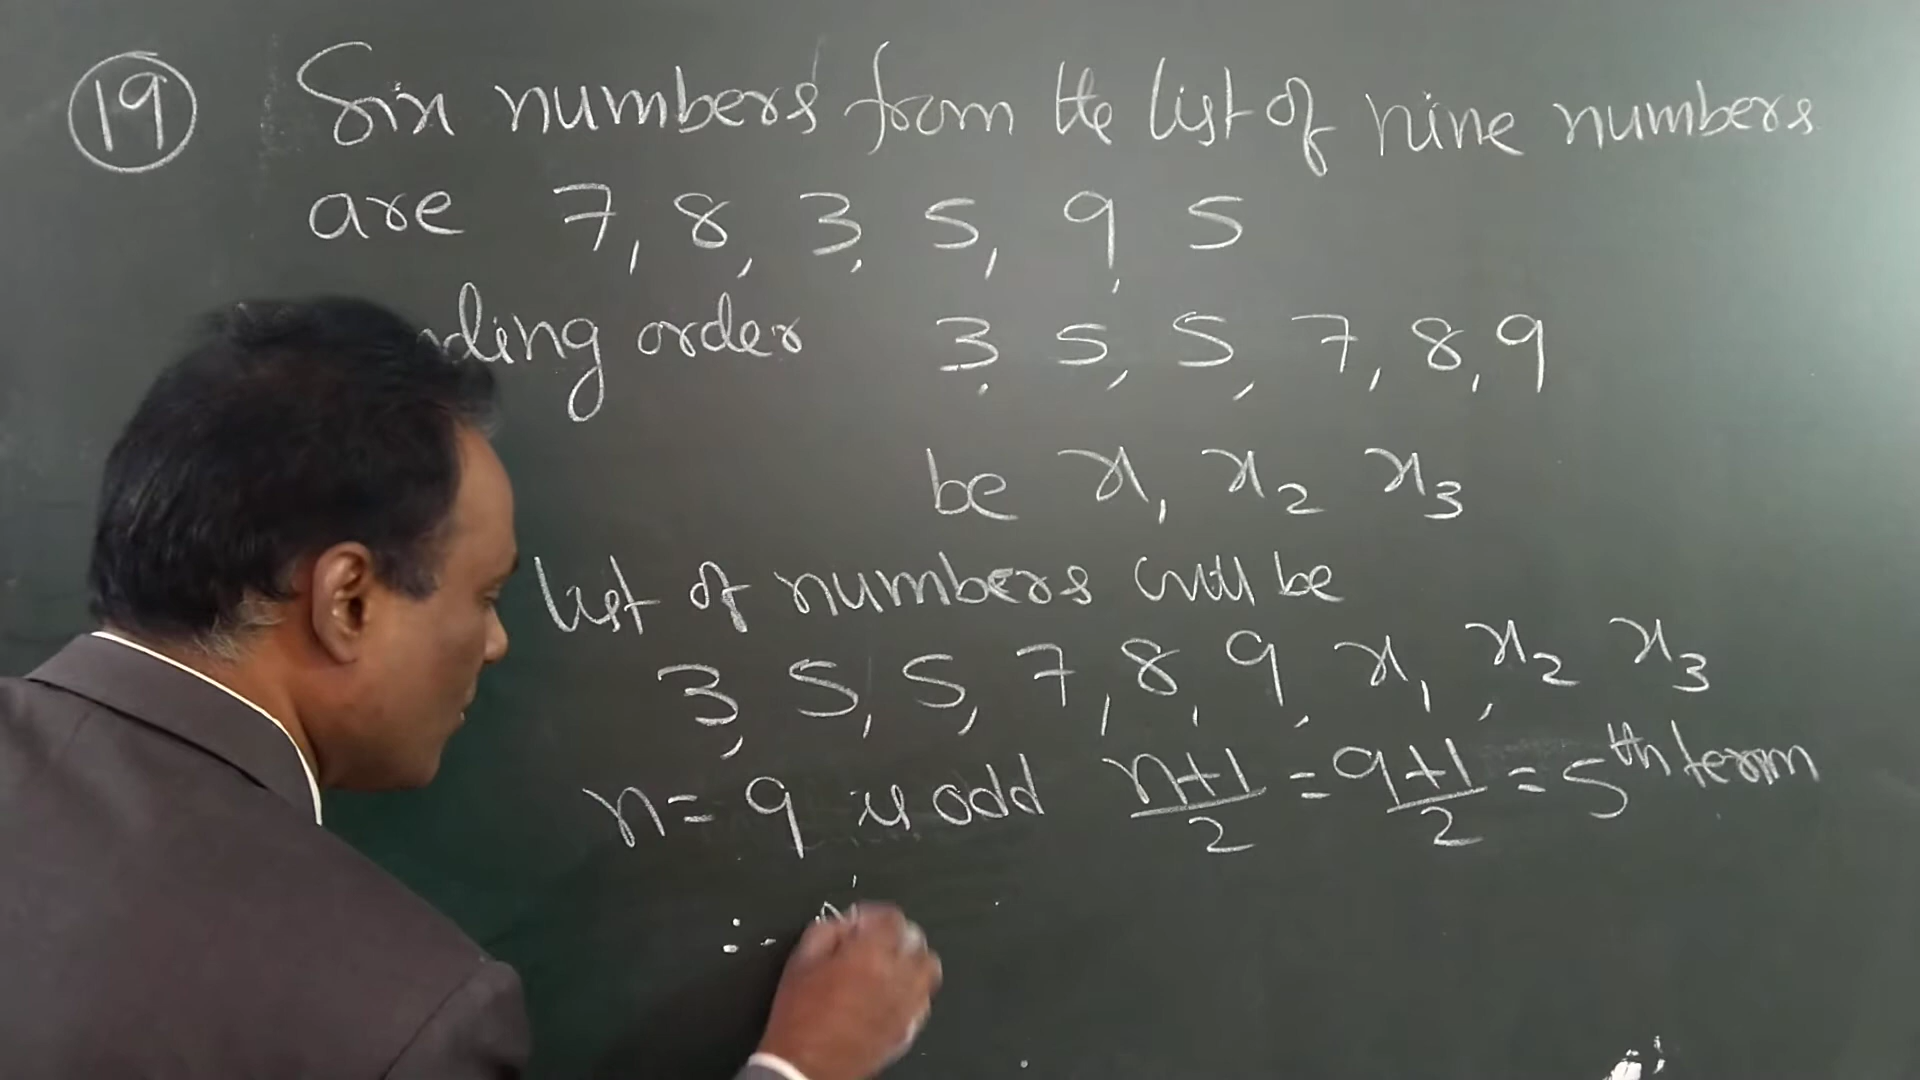 19 Six numbers from the list of nine numbers
are 7, 8, 3, 5, 9, 5
order 3, 5, 5, 7, 8, 9
be x₁ x₂ x₃
list of numbers will be
3, 5, 5, 7, 8, 9, x₁, x₂ x₃
n = 9 is odd n+1/2 = 9+1/2 = 5th term